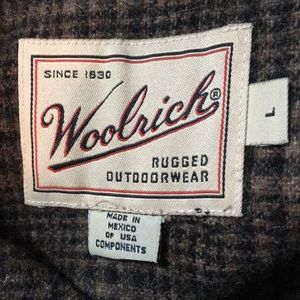 SINCE 1830
Woolrich®
L
RUGGED
OUTDOORWEAR
MADE IN
MEXICO
OF USA
COMPONENTS